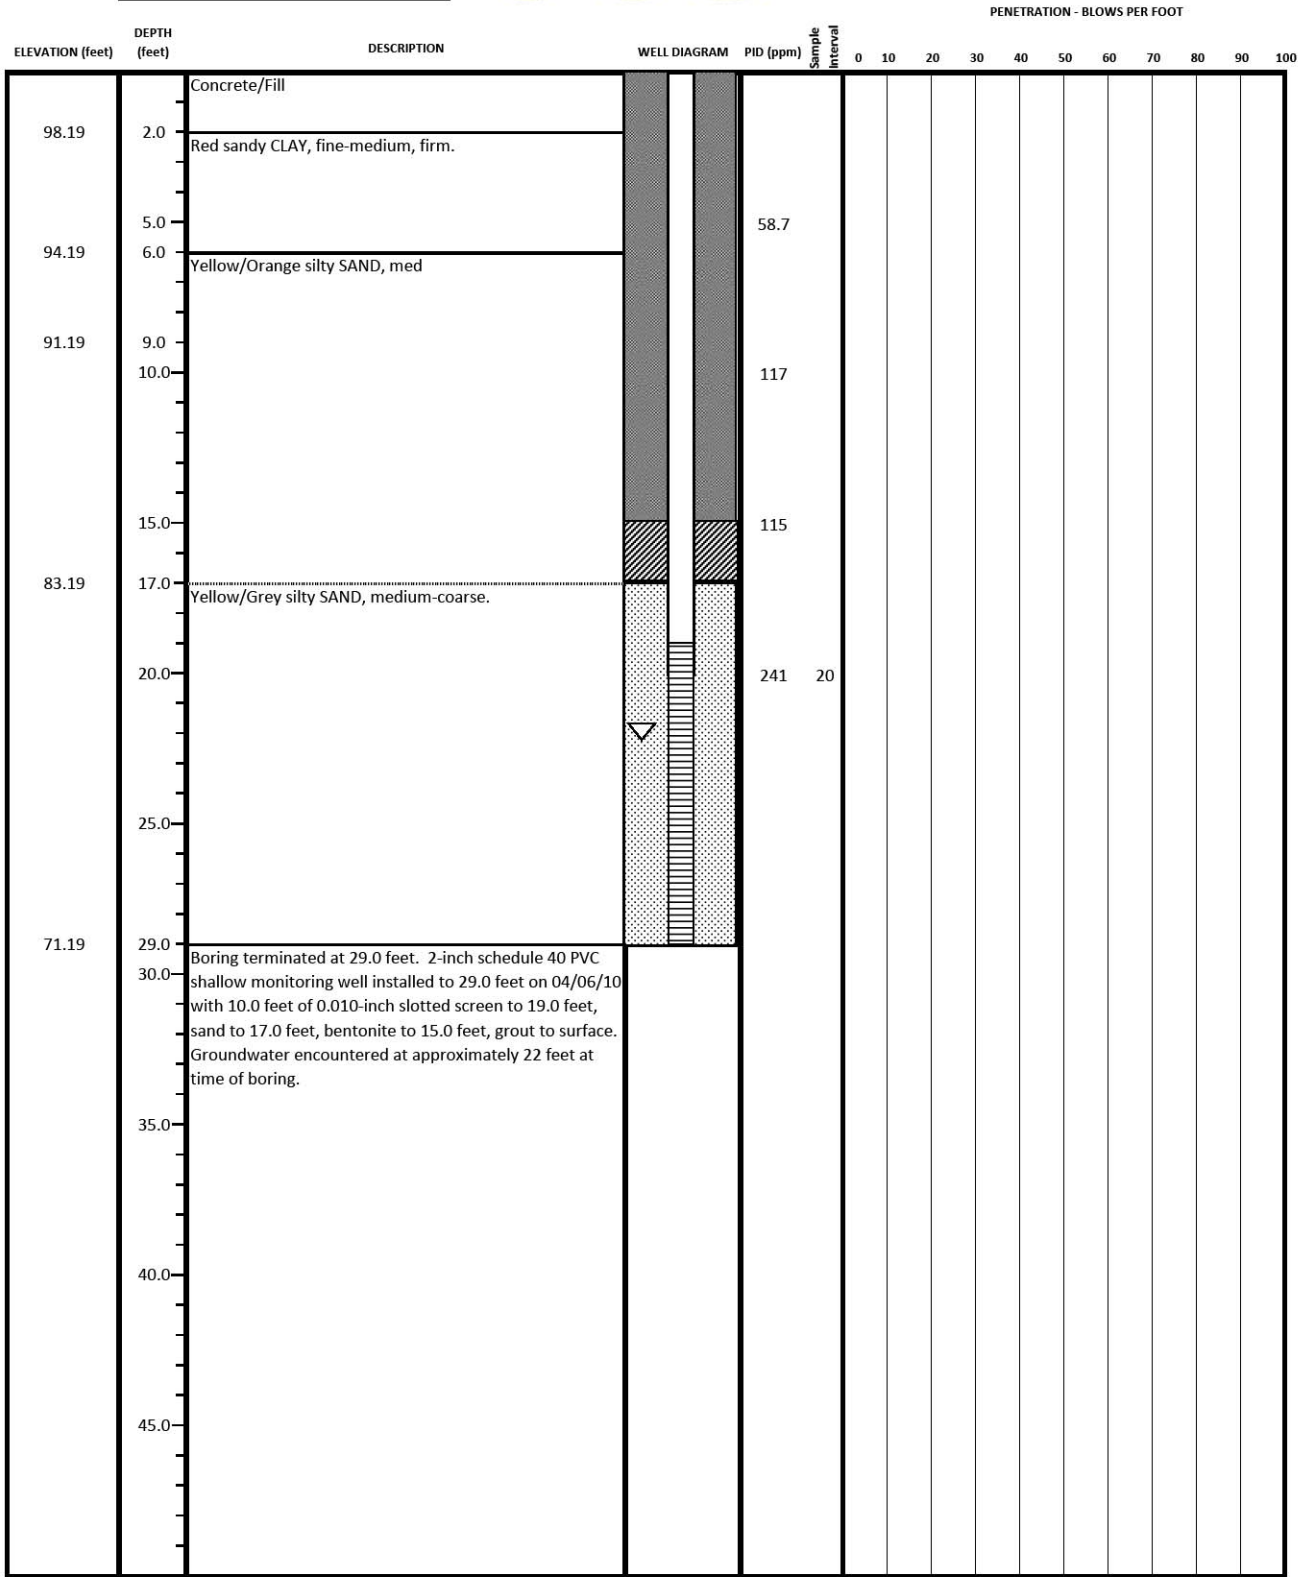 PENETRATION - BLOWS PER FOOT
ELEVATION (feet) DEPTH (feet) DESCRIPTION WELL DIAGRAM PID (ppm) Sample Interval 0 10 20 30 40 50 60 70 80 90 100
Concrete/Fill
98.19 2.0
Red sandy CLAY, fine-medium, firm.
5.0 58.7
94.19 6.0
Yellow/Orange silty SAND, med
91.19 9.0
10.0 117
15.0 115
83.19 17.0
Yellow/Grey silty SAND, medium-coarse.
20.0 241 20
25.0
71.19 29.0
Boring terminated at 29.0 feet. 2-inch schedule 40 PVC
30.0 shallow monitoring well installed to 29.0 feet on 04/06/10
with 10.0 feet of 0.010-inch slotted screen to 19.0 feet,
sand to 17.0 feet, bentonite to 15.0 feet, grout to surface.
Groundwater encountered at approximately 22 feet at
time of boring.
35.0
40.0
45.0